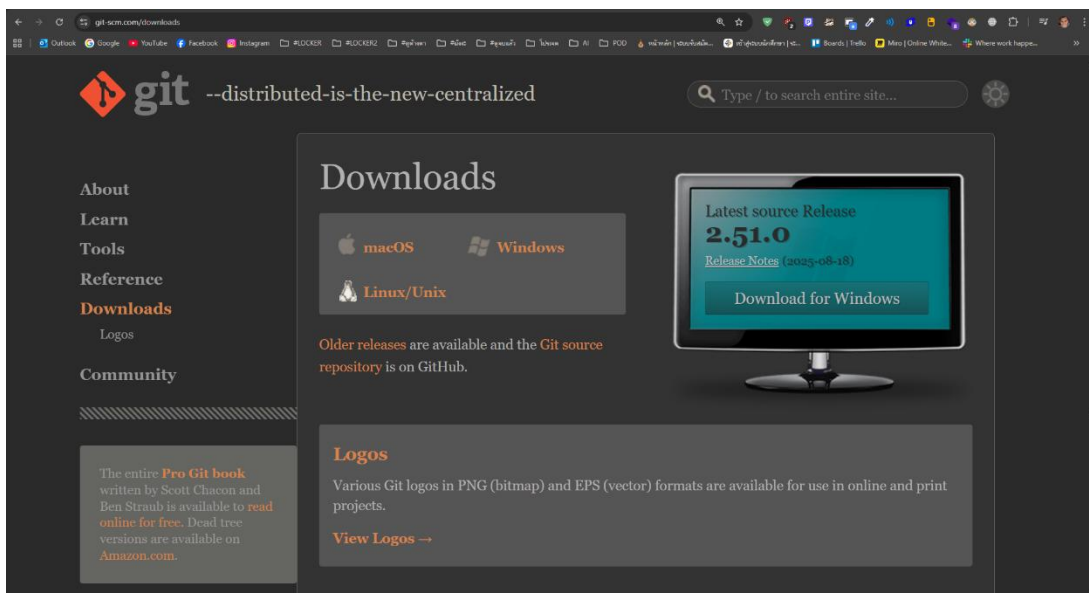 git-scm.com/downloads
Outlook Google YouTube Facebook Instagram #LOCKER #LOCKER2 AI POD Boards | Trello Miro | Online White... Where work happe...
git --distributed-is-the-new-centralized
Type / to search entire site...
About
Learn
Tools
Reference
Downloads
Logos
Community
The entire Pro Git book
written by Scott Chacon and
Ben Straub is available to read
online for free. Dead tree
versions are available on
Amazon.com.
Downloads
macOS
Windows
Linux/Unix
Older releases are available and the Git source
repository is on GitHub.
Latest source Release
2.51.0
Release Notes (2025-08-18)
Download for Windows
Logos
Various Git logos in PNG (bitmap) and EPS (vector) formats are available for use in online and print
projects.
View Logos →